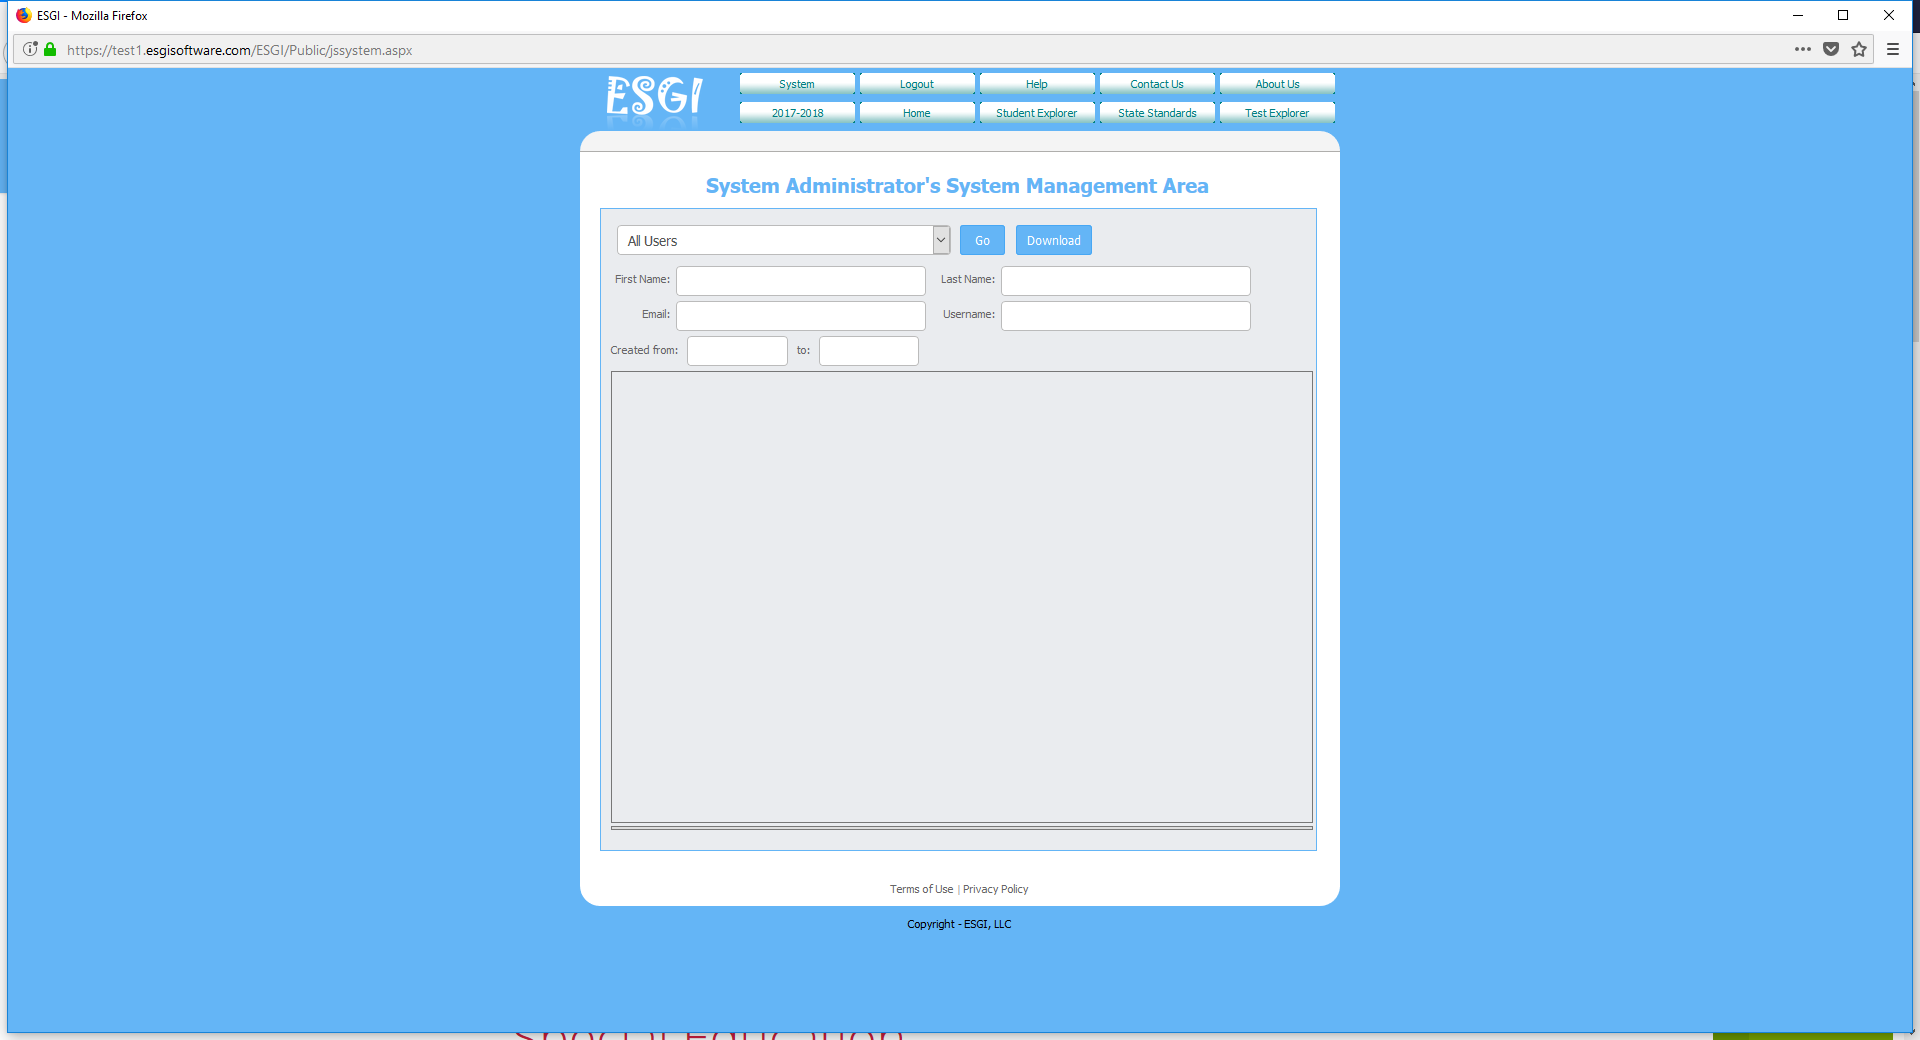 ESGI - Mozilla Firefox
https://test1.esgisoftware.com/ESGI/Public/jssystem.aspx
ESGI
System Logout Help Contact Us About Us
2017-2018 Home Student Explorer State Standards Test Explorer
System Administrator's System Management Area
All Users Go Download
First Name: Last Name:
Email: Username:
Created from: to:
Terms of Use | Privacy Policy
Copyright - ESGI, LLC
Special Education